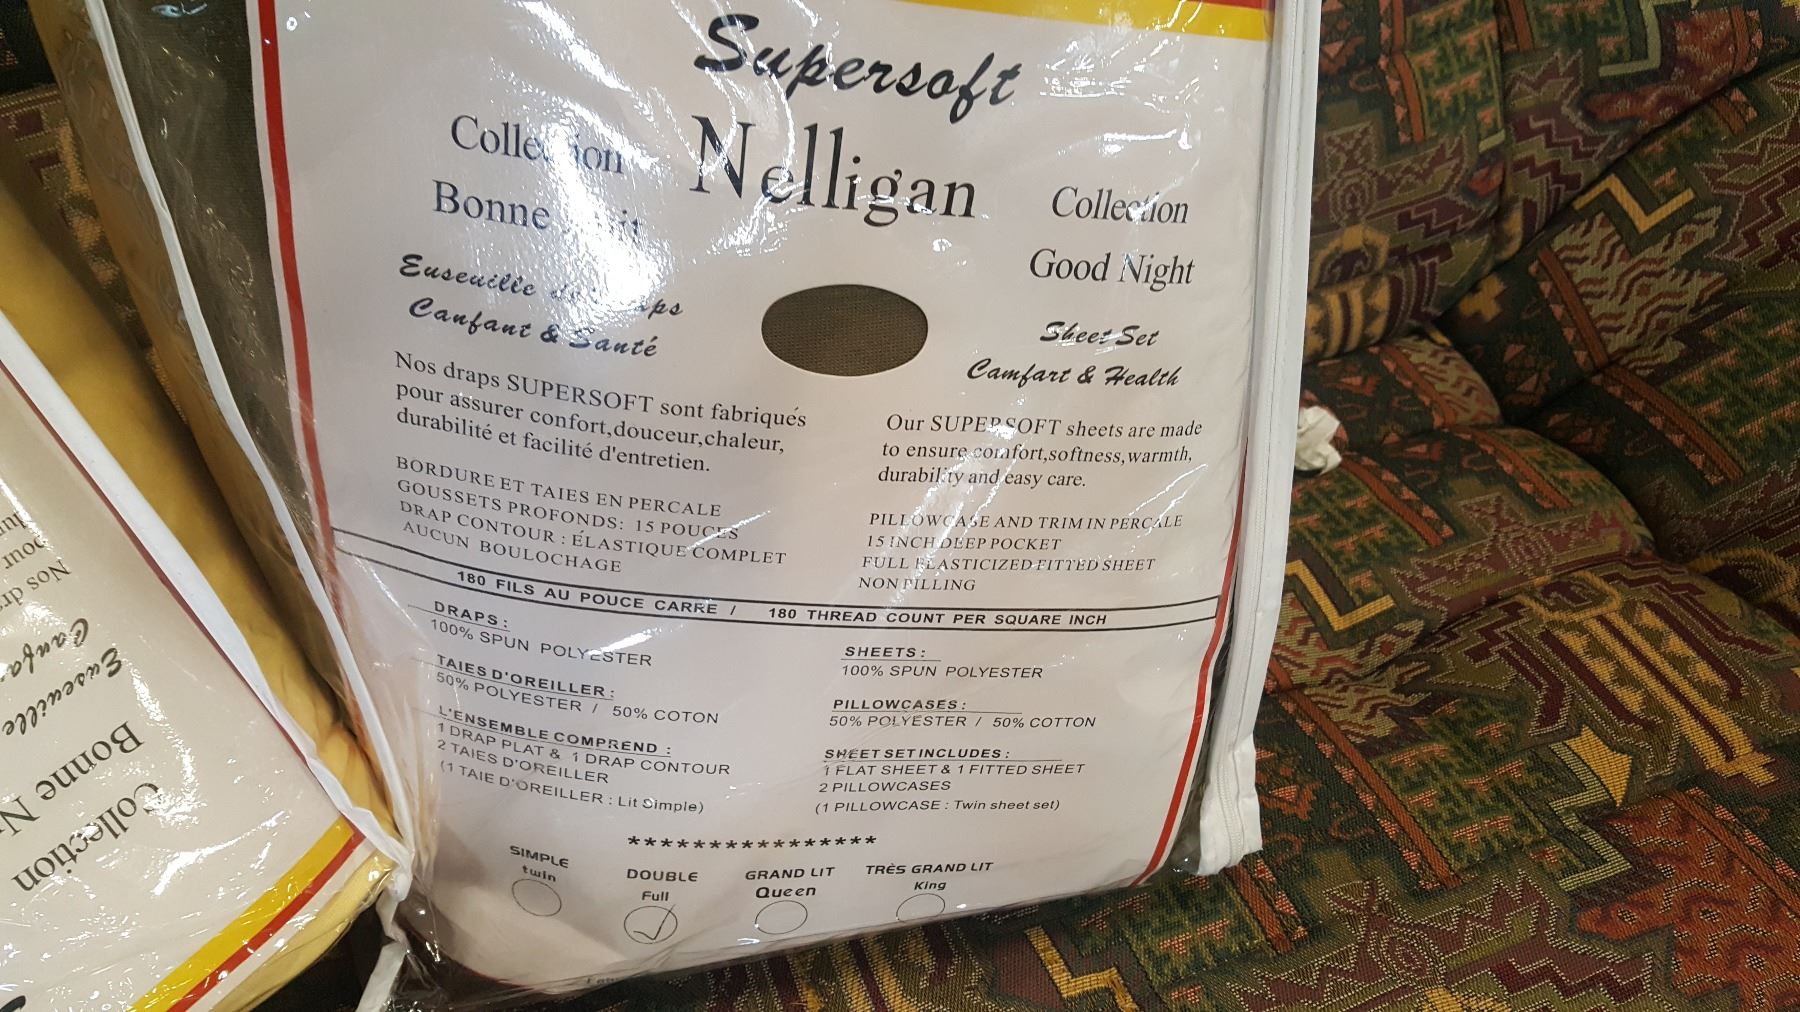 Supersoft
Nelligan
Collection
Bonne
Euseuille
Canfant & Santé
Nos draps SUPERSOFT sont fabriqués
pour assurer confort,douceur,chaleur,
durabilité et facilité d'entretien.
BORDURE ET TAIES EN PERCALE
GOUSSETS PROFONDS: 15 POUCES
DRAP CONTOUR : ÉLASTIQUE COMPLET
AUCUN BOULOCHAGE
Collection
Good Night
Sheet Set
Camfart & Health
Our SUPERSOFT sheets are made
to ensure comfort,softness,warmth,
durability and easy care.
PILLOWCASE AND TRIM IN PERCALE
15 INCH DEEP POCKET
FULL ELASTICIZED FITTED SHEET
NON PILLING
180 FILS AU POUCE CARRE / 180 THREAD COUNT PER SQUARE INCH
DRAPS :
100% SPUN POLYESTER
TAIES D'OREILLER :
50% POLYESTER / 50% COTON
L'ENSEMBLE COMPREND :
1 DRAP PLAT & 1 DRAP CONTOUR
2 TAIES D'OREILLER
(1 TAIE D'OREILLER : Lit Simple)
SHEETS :
100% SPUN POLYESTER
PILLOWCASES :
50% POLYESTER / 50% COTTON
SHEET SET INCLUDES :
1 FLAT SHEET & 1 FITTED SHEET
2 PILLOWCASES
(1 PILLOWCASE : Twin sheet set)
****************
SIMPLE
twin
DOUBLE
Full
GRAND LIT
Queen
TRÈS GRAND LIT
King
Collection
Bonne
Euseuille
Nos
pour